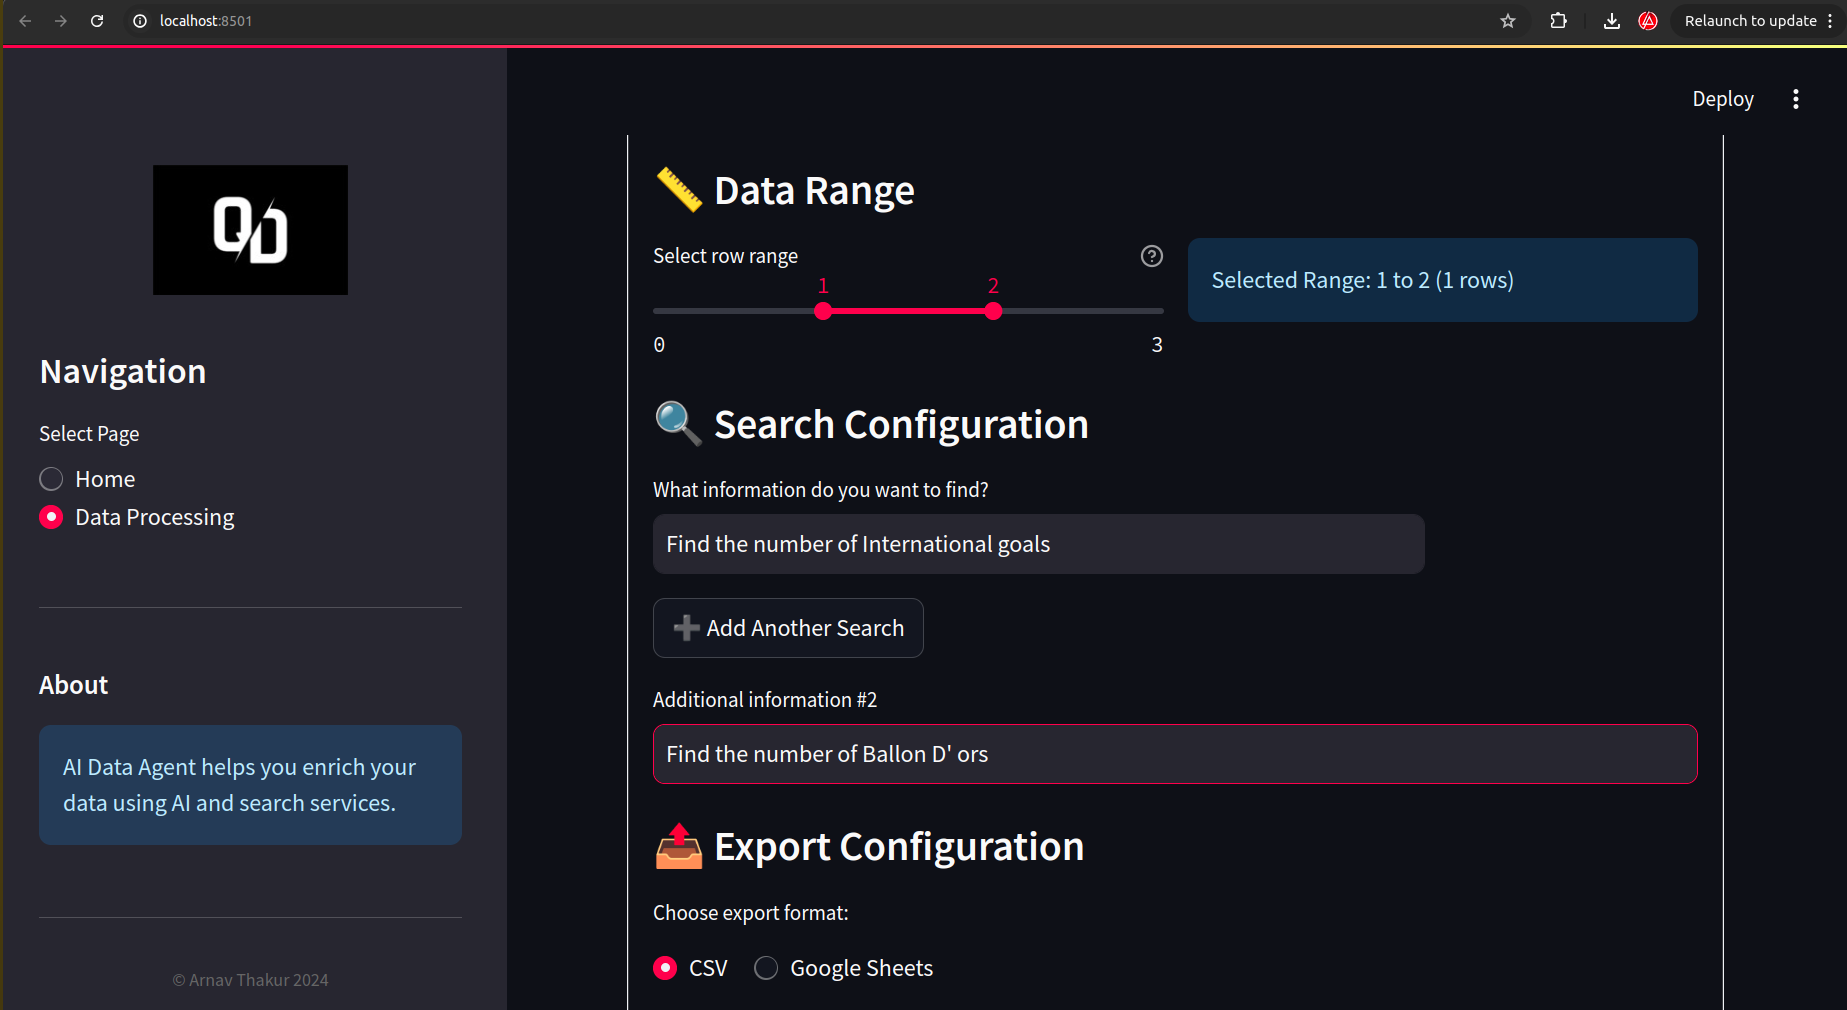 localhost:8501
Relaunch to update
Deploy
QD
Navigation
Select Page
Home
Data Processing
About
AI Data Agent helps you enrich your
data using AI and search services.
© Arnav Thakur 2024
Data Range
Select row range
1 2
0 3
Selected Range: 1 to 2 (1 rows)
Search Configuration
What information do you want to find?
Find the number of International goals
Add Another Search
Additional information #2
Find the number of Ballon D' ors
Export Configuration
Choose export format:
CSV Google Sheets